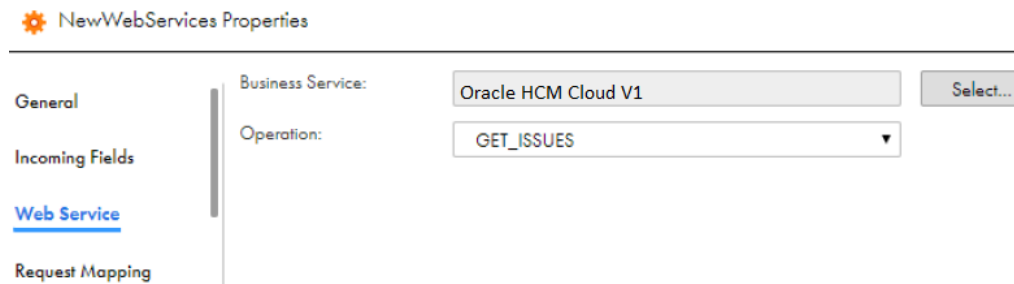 NewWebServices Properties
General
Incoming Fields
Web Service
Request Mapping
Business Service:
Oracle HCM Cloud V1
Select...
Operation:
GET_ISSUES